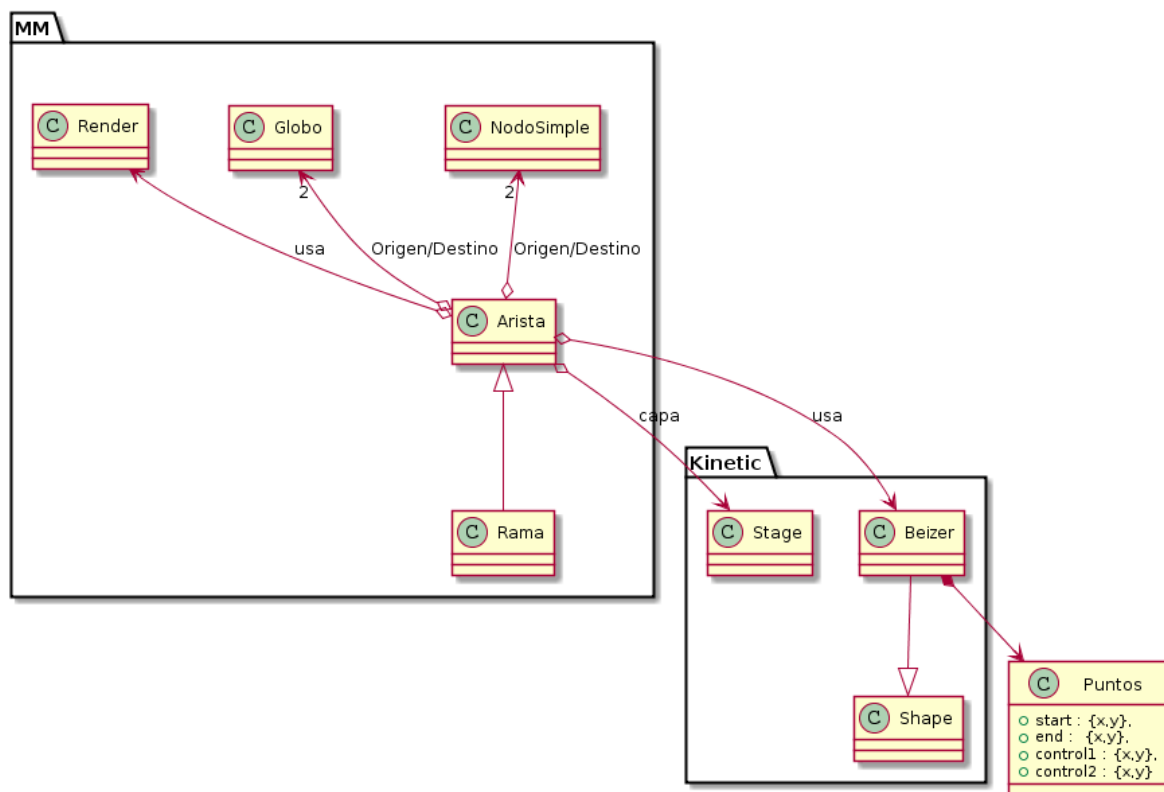 MM
C Render
C Globo
C NodoSimple
2
2
usa
Origen/Destino
Origen/Destino
C Arista
capa
usa
Kinetic
C Rama
C Stage
C Beizer
C Puntos
start : {x,y},
end : {x,y},
control1 : {x,y},
control2 : {x,y}
C Shape